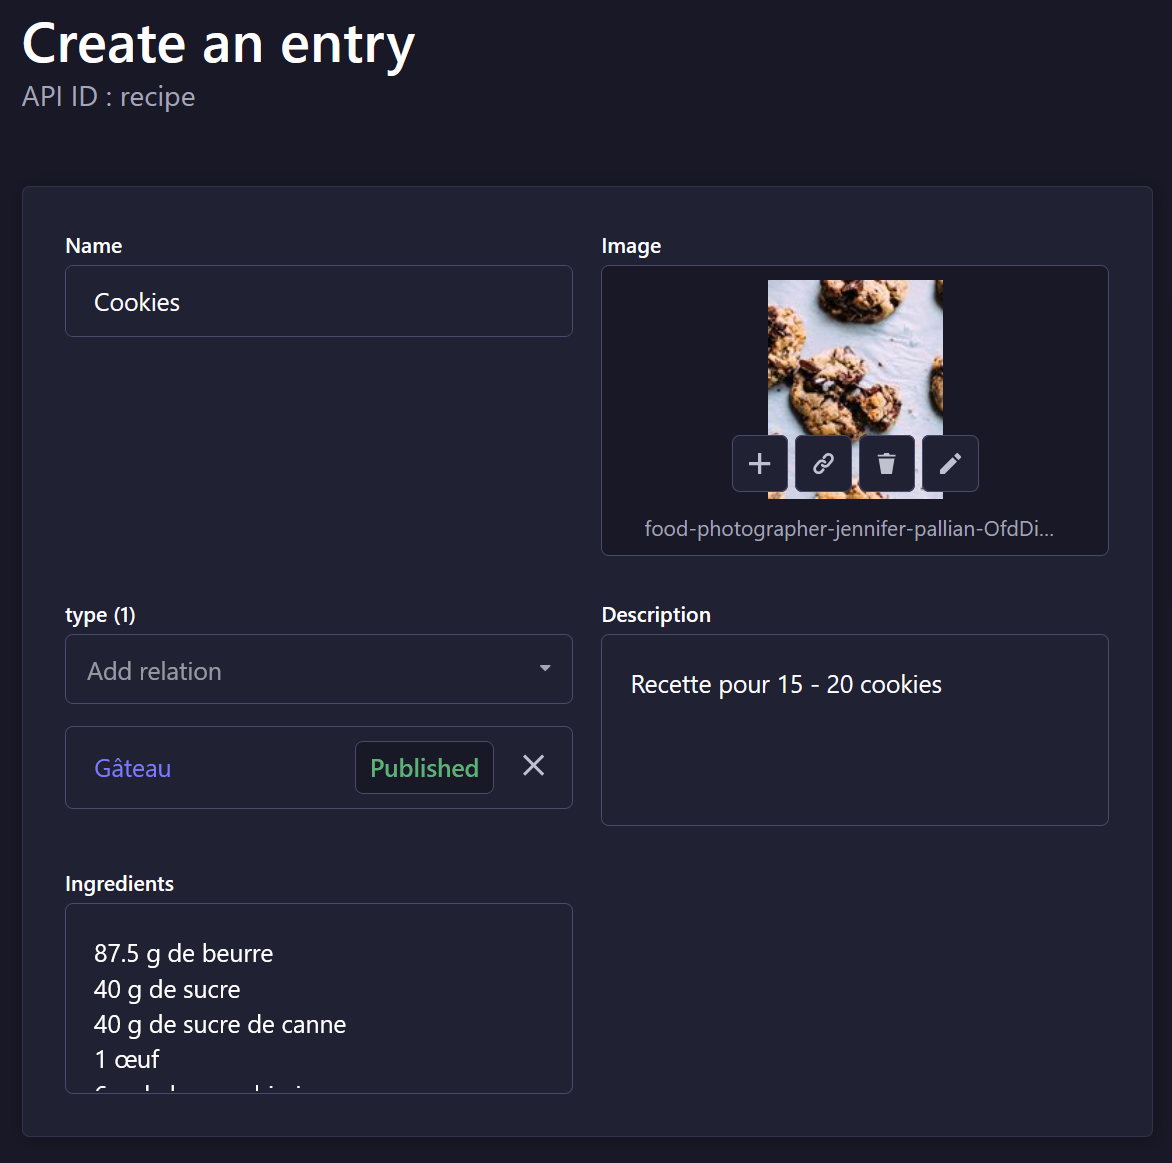 Create an entry
API ID : recipe
Name
Cookies
Image
food-photographer-jennifer-pallian-OfdDi...
type (1)
Add relation
Gâteau
Published
Description
Recette pour 15 - 20 cookies
Ingredients
87.5 g de beurre
40 g de sucre
40 g de sucre de canne
1 œuf